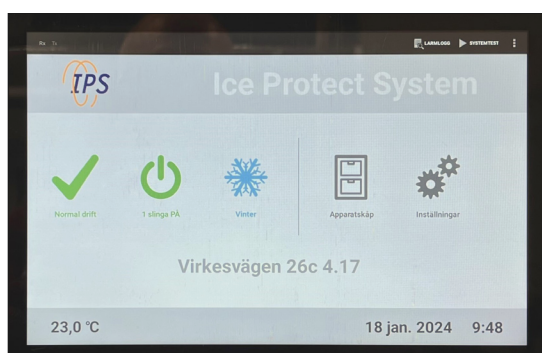 Rx Tx
LARMLOGG SYSTEMTEST
IPS Ice Protect System
Normal drift 1 slinga PÅ Vinter Apparatskåp Inställningar
Virkesvägen 26c 4.17
23,0 °C 18 jan. 2024 9:48